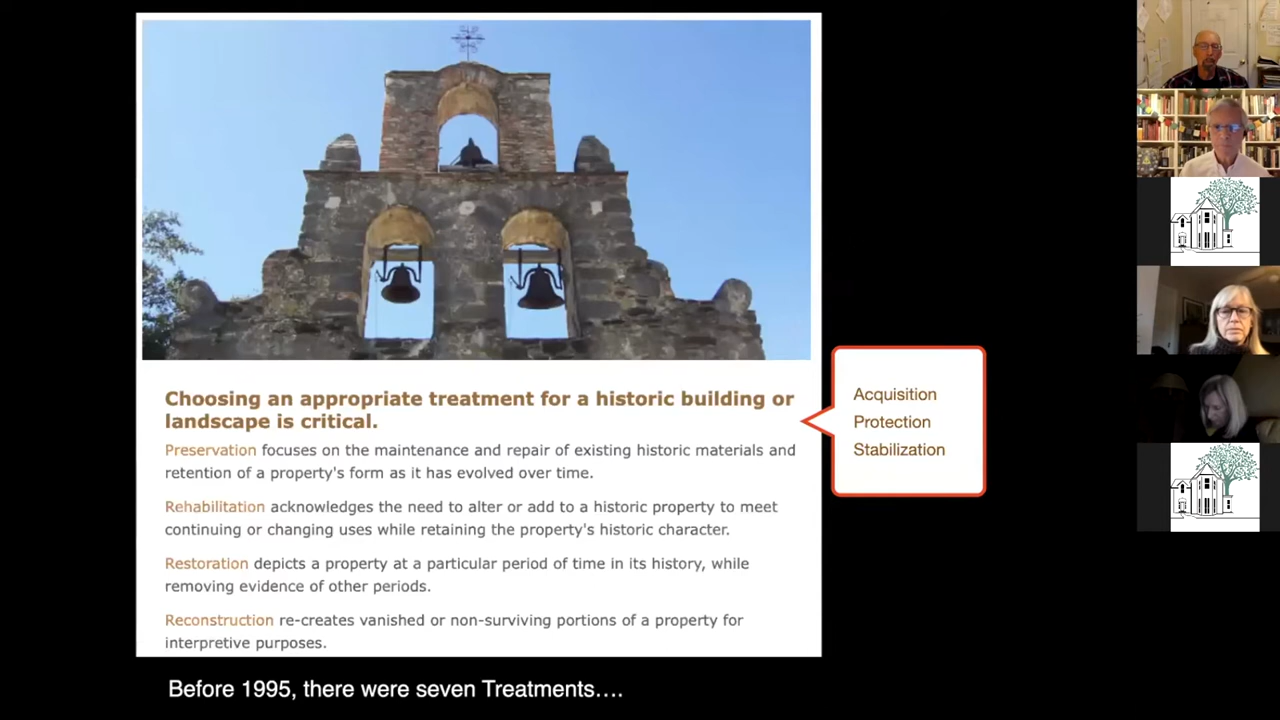 Choosing an appropriate treatment for a historic building or
landscape is critical.
Preservation focuses on the maintenance and repair of existing historic materials and
retention of a property's form as it has evolved over time.
Rehabilitation acknowledges the need to alter or add to a historic property to meet
continuing or changing uses while retaining the property's historic character.
Restoration depicts a property at a particular period of time in its history, while
removing evidence of other periods.
Reconstruction re-creates vanished or non-surviving portions of a property for
interpretive purposes.
Acquisition
Protection
Stabilization
Before 1995, there were seven Treatments….